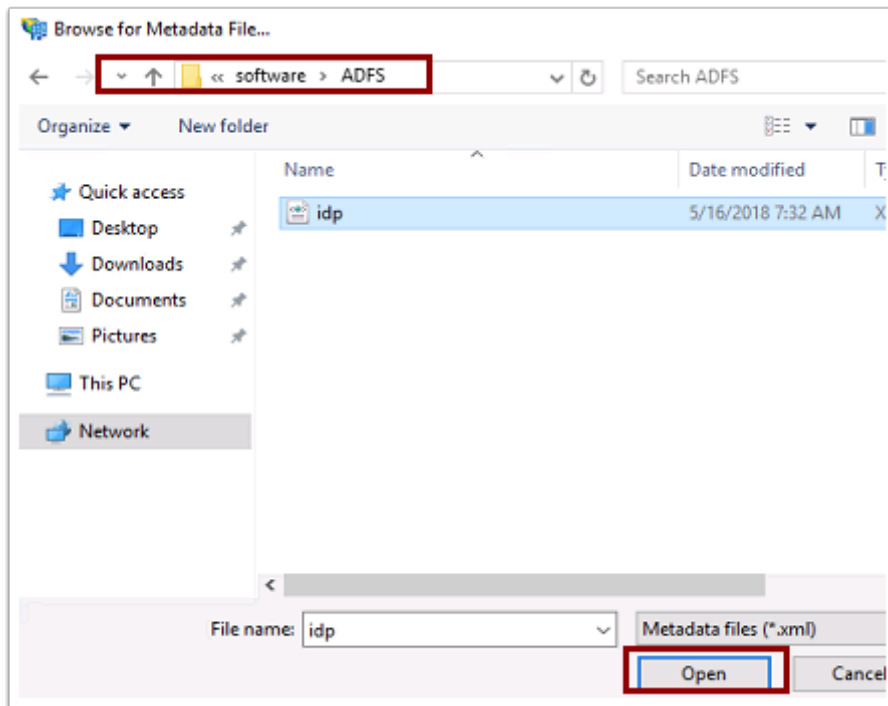 Browse for Metadata File...
« software > ADFS
Search ADFS
Organize New folder
Name Date modified
Quick access
idp 5/16/2018 7:32 AM X
Desktop
Downloads
Documents
Pictures
This PC
Network
File name: idp Metadata files (*.xml)
Open Cancel